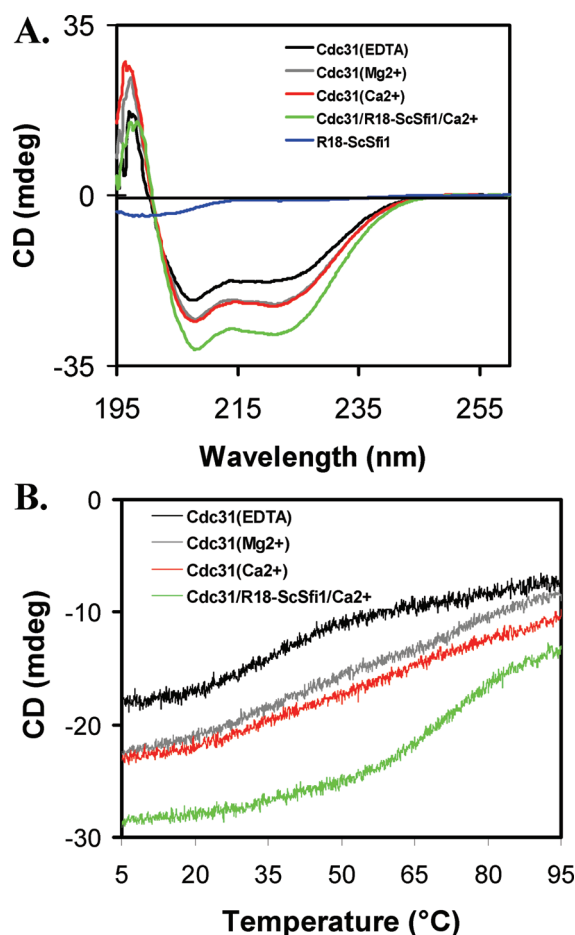 A.
35
0
-35
CD (mdeg)
Cdc31(EDTA)
Cdc31(Mg2+)
Cdc31(Ca2+)
Cdc31/R18-ScSfi1/Ca2+
R18-ScSfi1
195 215 235 255
Wavelength (nm)
B.
0
-10
-20
-30
CD (mdeg)
Cdc31(EDTA)
Cdc31(Mg2+)
Cdc31(Ca2+)
Cdc31/R18-ScSfi1/Ca2+
5 20 35 50 65 80 95
Temperature (°C)